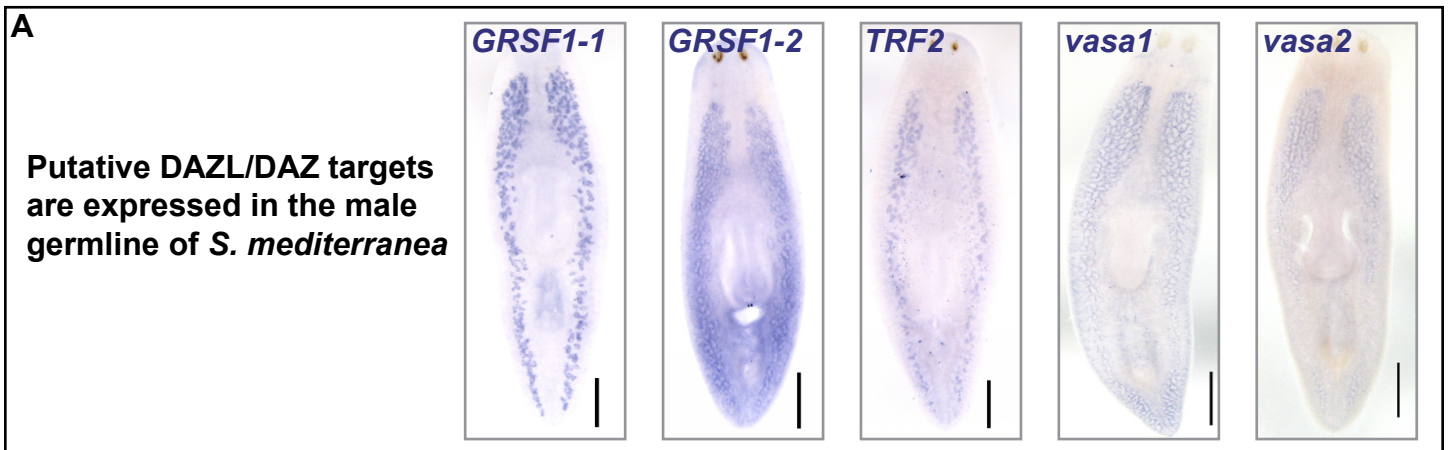 A
GRSF1-1
GRSF1-2
TRF2
vasa1
vasa2
Putative DAZL/DAZ targets
are expressed in the male
germline of S. mediterranea